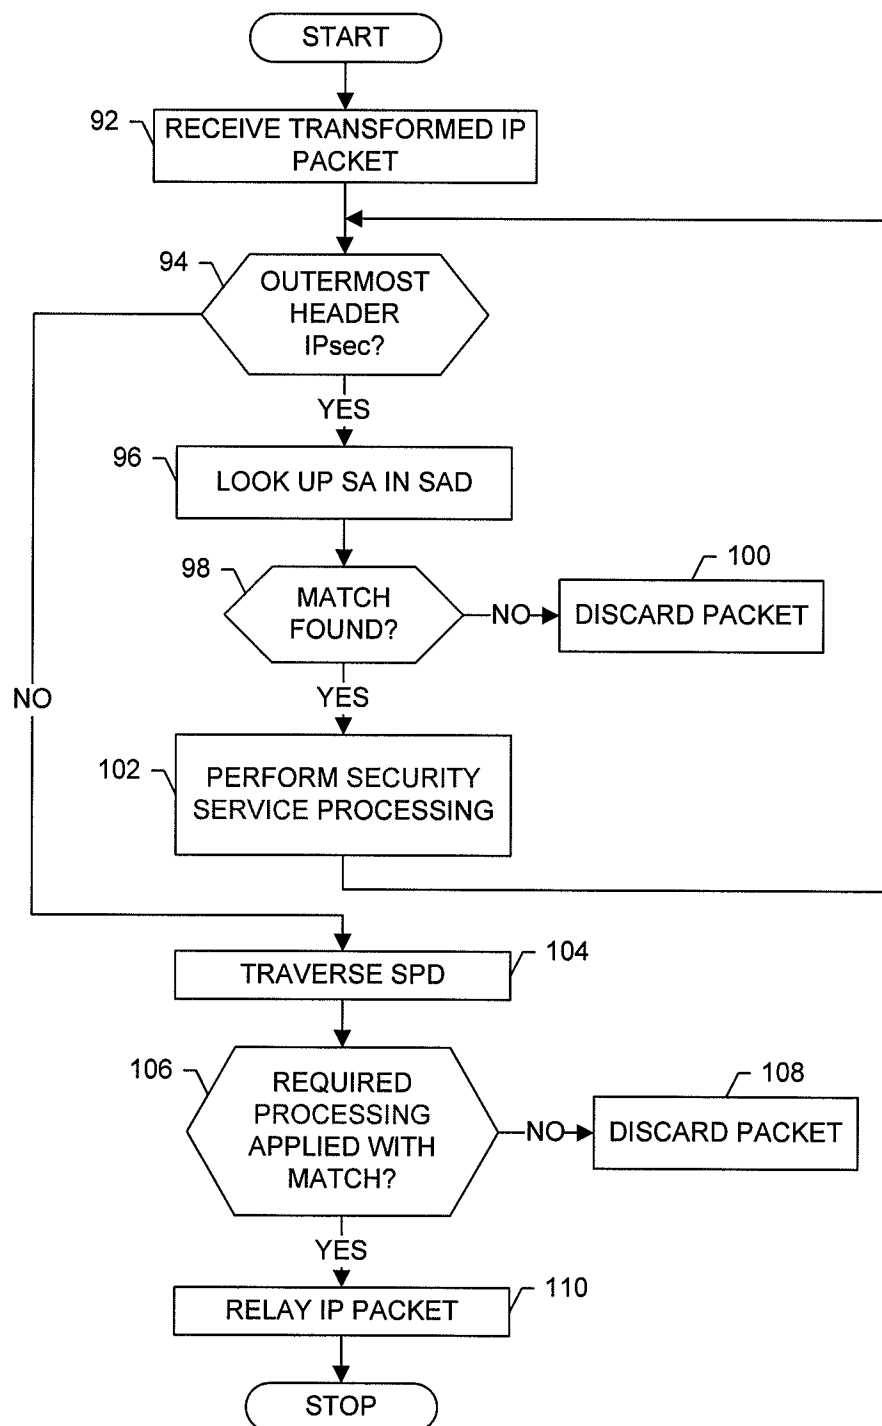 START
92
RECEIVE TRANSFORMED IP
PACKET
94
OUTERMOST
HEADER
IPsec?
YES
96
LOOK UP SA IN SAD
98
MATCH
FOUND?
NO
100
DISCARD PACKET
NO
YES
102
PERFORM SECURITY
SERVICE PROCESSING
104
TRAVERSE SPD
106
REQUIRED
PROCESSING
APPLIED WITH
MATCH?
NO
108
DISCARD PACKET
YES
110
RELAY IP PACKET
STOP